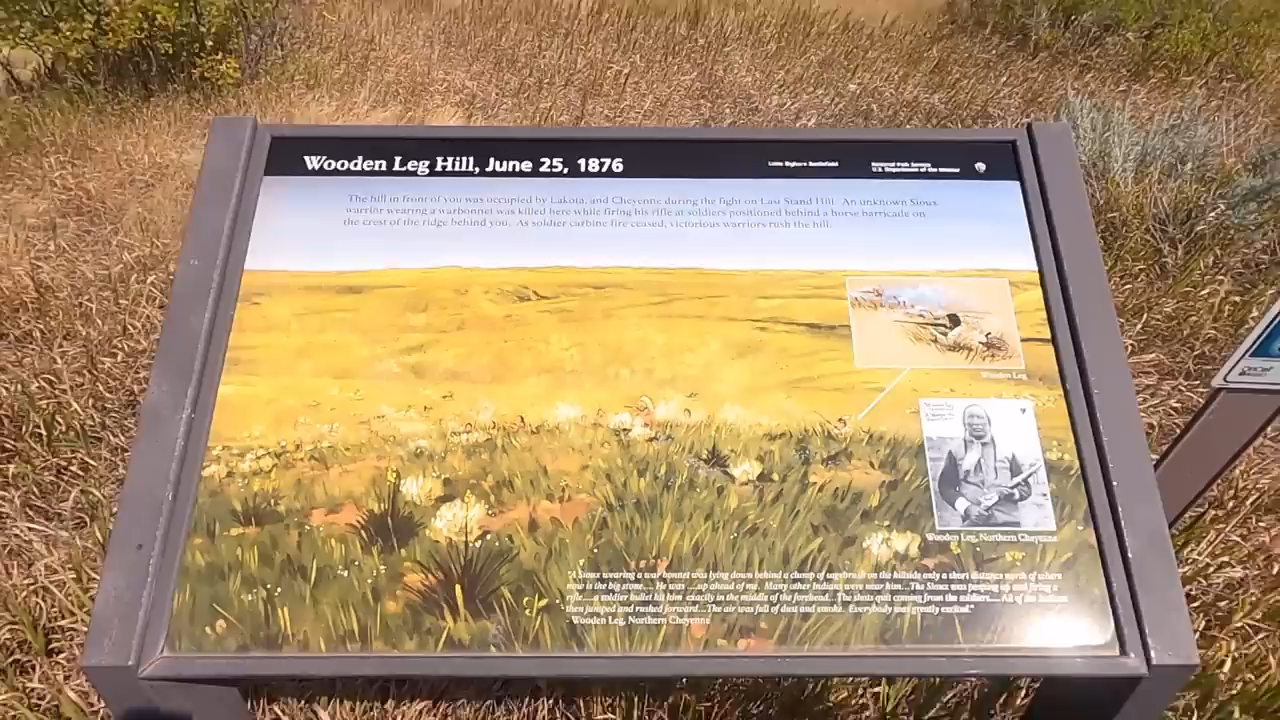 Wooden Leg Hill, June 25, 1876
Little Bighorn Battlefield
National Park Service
U.S. Department of the Interior
The hill in front of you was occupied by Lakota, and Cheyenne during the fight on Last Stand Hill. An unknown Sioux
warrior wearing a warbonnet was killed here while firing his rifle at soldiers positioned behind a horse barricade on
the crest of the ridge behind you. As soldier carbine fire ceased, victorious warriors rush the hill.
Wooden Leg
Wooden Leg, Northern Cheyenne
"A Sioux wearing a war bonnet was lying down behind a clump of sagebrush on the hillside only a short distance north of where
now is the big stone.... He was ....up ahead of me. Many other Indians were near him...The Sioux was peeping up and firing a
rifle....a soldier bullet hit him exactly in the middle of the forehead...The shots quit coming from the soldiers.... All of the Indians
then jumped and rushed forward...The air was full of dust and smoke. Everybody was greatly excited."
- Wooden Leg, Northern Cheyenne